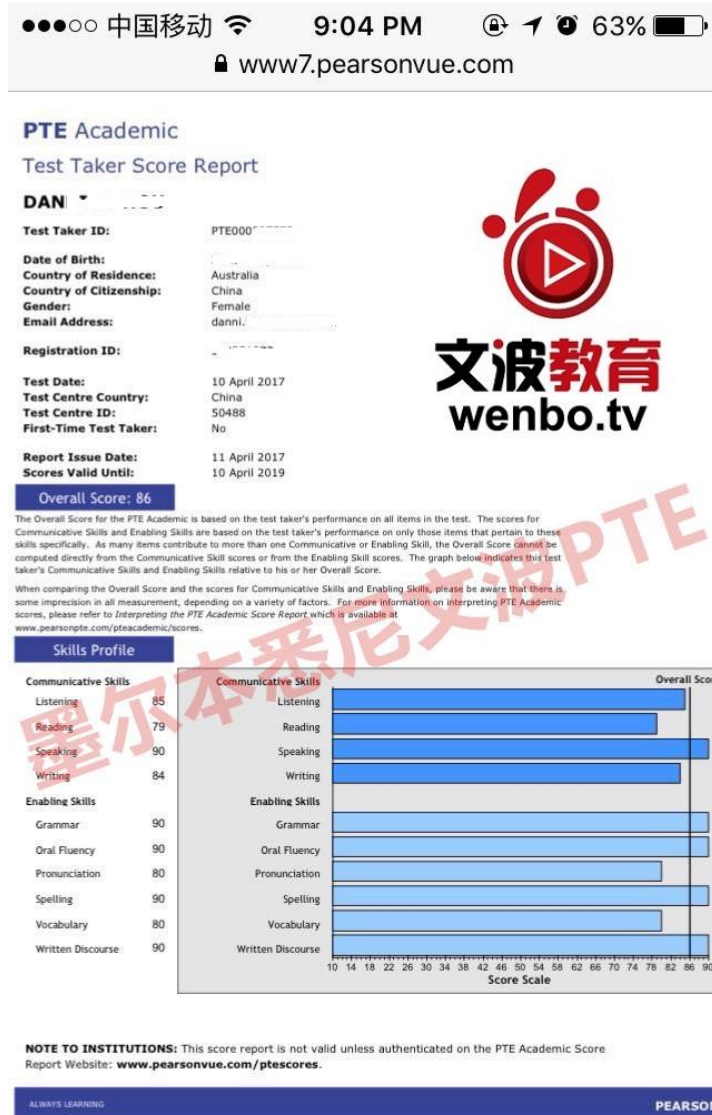 中国移动 9:04 PM 63%
www7.pearsonvue.com
PTE Academic
Test Taker Score Report
DAN
Test Taker ID: PTE000
Date of Birth:
Country of Residence: Australia
Country of Citizenship: China
Gender: Female
Email Address: danni.
Registration ID:
Test Date: 10 April 2017
Test Centre Country: China
Test Centre ID: 50488
First-Time Test Taker: No
Report Issue Date: 11 April 2017
Scores Valid Until: 10 April 2019
文波教育
wenbo.tv
Overall Score: 86
The Overall Score for the PTE Academic is based on the test taker's performance on all items in the test. The scores for
Communicative Skills and Enabling Skills are based on the test taker's performance on only those items that pertain to these
skills specifically. As many items contribute to more than one Communicative or Enabling Skill, the Overall Score cannot be
computed directly from the Communicative Skill scores or from the Enabling Skill scores. The graph below indicates this test
taker's Communicative Skills and Enabling Skills relative to his or her Overall Score.
When comparing the Overall Score and the scores for Communicative Skills and Enabling Skills, please be aware that there is
some imprecision in all measurement, depending on a variety of factors. For more information on interpreting PTE Academic
scores, please refer to Interpreting the PTE Academic Score Report which is available at
www.pearsonpte.com/pteacademic/scores.
墨尔本悉尼文波PTE
Skills Profile
Communicative Skills
Listening 85
Reading 79
Speaking 90
Writing 84
Enabling Skills
Grammar 90
Oral Fluency 90
Pronunciation 80
Spelling 90
Vocabulary 80
Written Discourse 90
Communicative Skills Overall Scor
Listening
Reading
Speaking
Writing
Enabling Skills
Grammar
Oral Fluency
Pronunciation
Spelling
Vocabulary
Written Discourse
10 14 18 22 26 30 34 38 42 46 50 54 58 62 66 70 74 78 82 86 90
Score Scale
NOTE TO INSTITUTIONS: This score report is not valid unless authenticated on the PTE Academic Score
Report Website: www.pearsonvue.com/ptescores.
ALWAYS LEARNING PEARSON